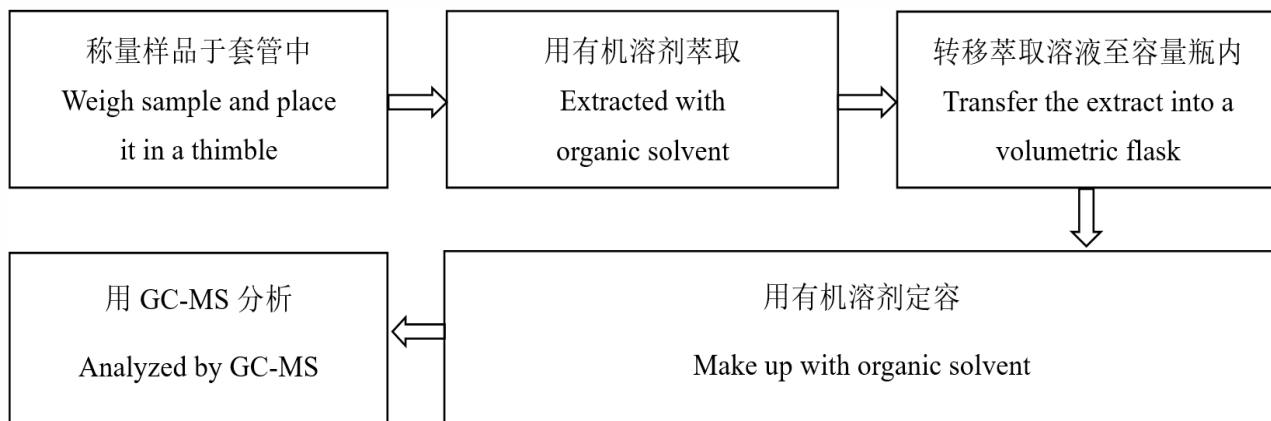 称量样品于套管中
Weigh sample and place
it in a thimble
用有机溶剂萃取
Extracted with
organic solvent
转移萃取溶液至容量瓶内
Transfer the extract into a
volumetric flask
用 GC-MS 分析
Analyzed by GC-MS
用有机溶剂定容
Make up with organic solvent